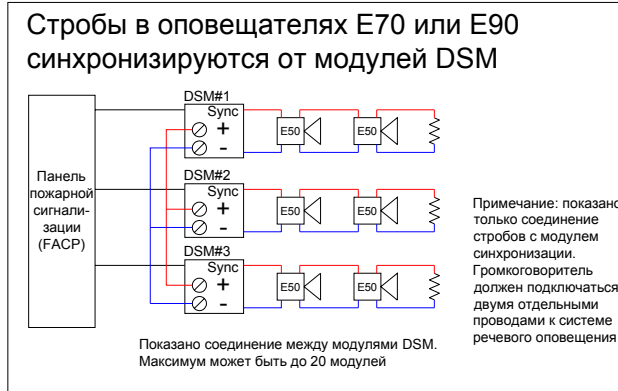 Стробы в оповещателях E70 или E90
синхронизируются от модулей DSM
DSM#1
Sync
+
-
E50
E50
DSM#2
Sync
+
-
E50
E50
DSM#3
Sync
+
-
E50
E50
Панель
пожарной
сигнали-
зации
(FACP)
Примечание: показано
только соединение
стробов с модулем
синхронизации.
Громкоговоритель
должен подключаться
двумя отдельными
проводами к системе
речевого оповещения
Показано соединение между модулями DSM.
Максимум может быть до 20 модулей